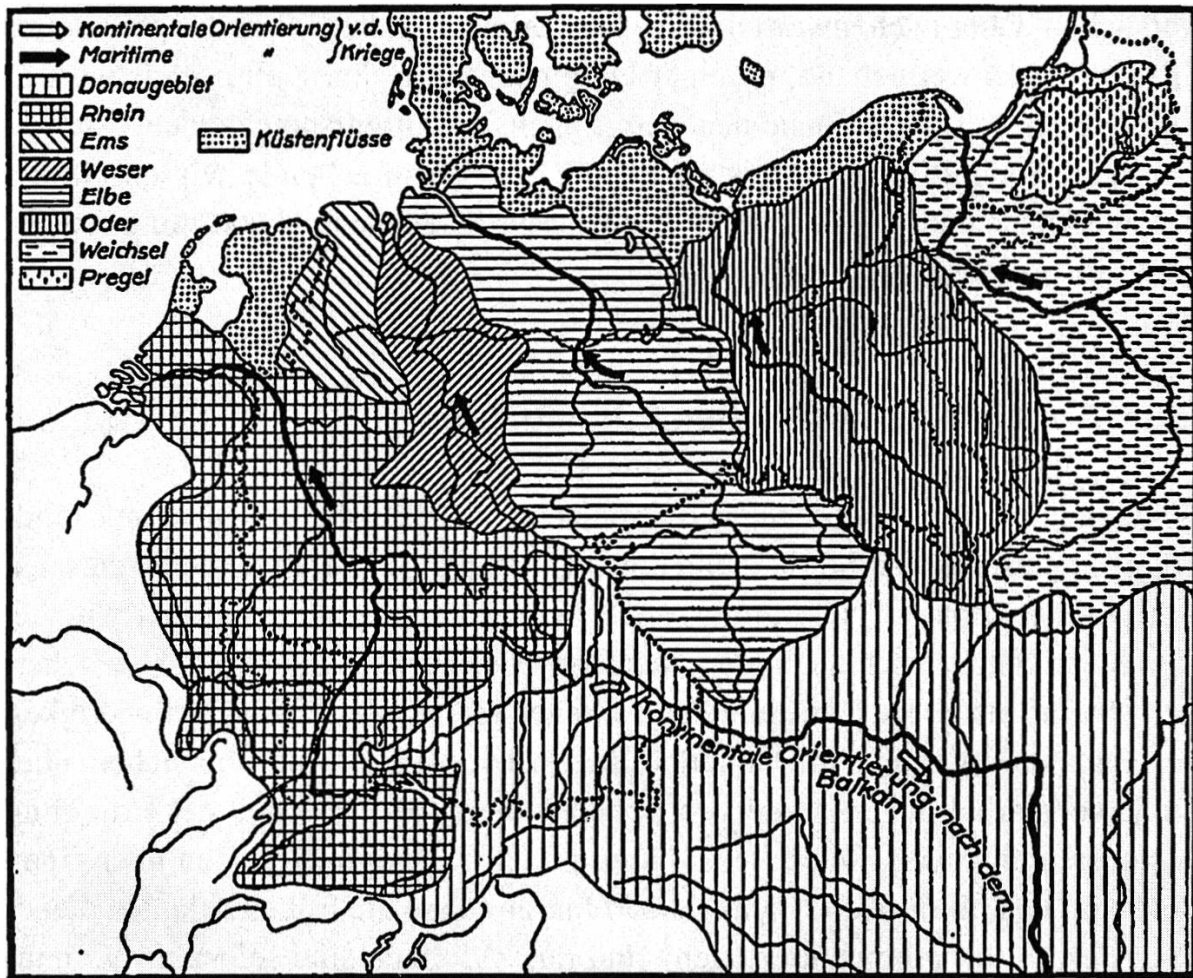 Kontinentale Orientierung } v. d.
Maritime " } Kriege
Donaugebiet
Rhein
Ems
Weser
Elbe
Oder
Weichsel
Pregel
Küstenflüsse
Kontinentale Orientierung nach dem
Balkan